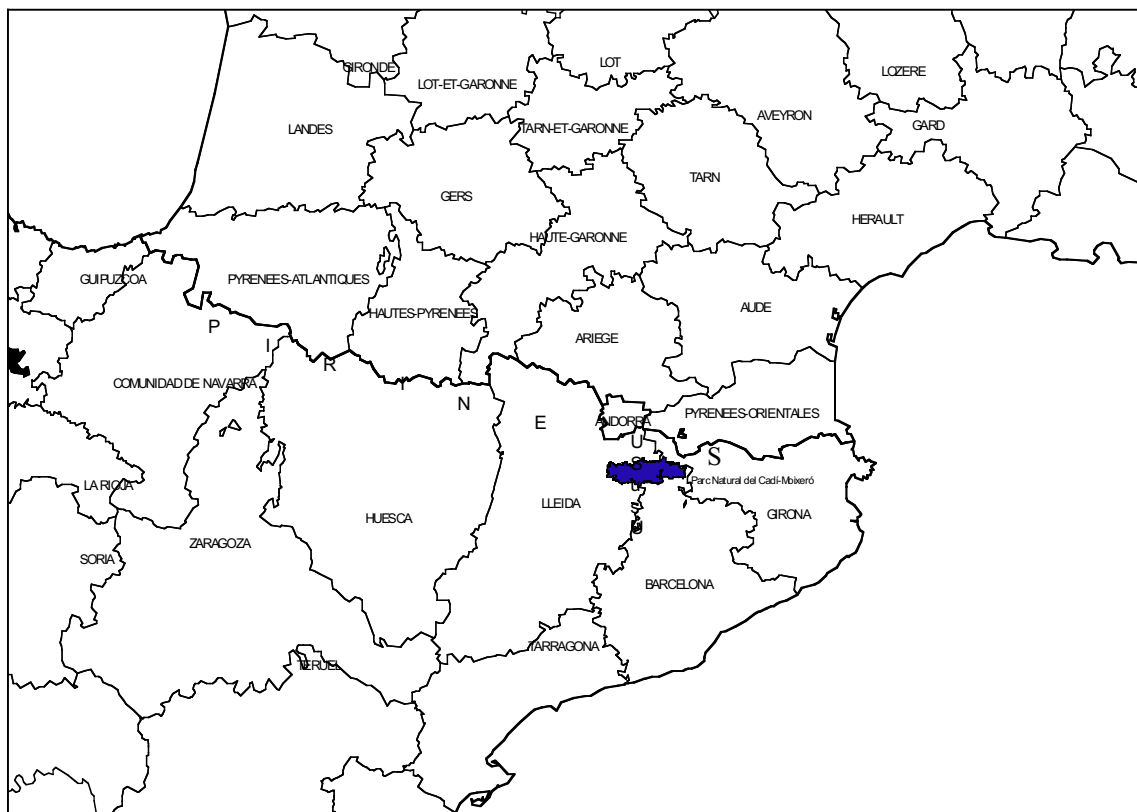 GIRONDE
LOT
LOZERE
LOT-ET-GARONNE
AVEYRON
LANDES
TARN-ET-GARONNE
GARD
TARN
GERS
HERAULT
HAUTE-GARONNE
GUIPUZCOA
PYRENEES-ATLANTIQUES
AUDE
HAUTES-PYRENEES
ARIEGE
P I R I N E S
COMUNIDAD DE NAVARRA
PYRENEES-ORIENTALES
ANDORRA
Parc Natural del Cadí-Moixeró
LA RIOJA
LLEIDA
HUESCA
GIRONA
ZARAGOZA
SORIA
BARCELONA
TARRAGONA
TERUEL